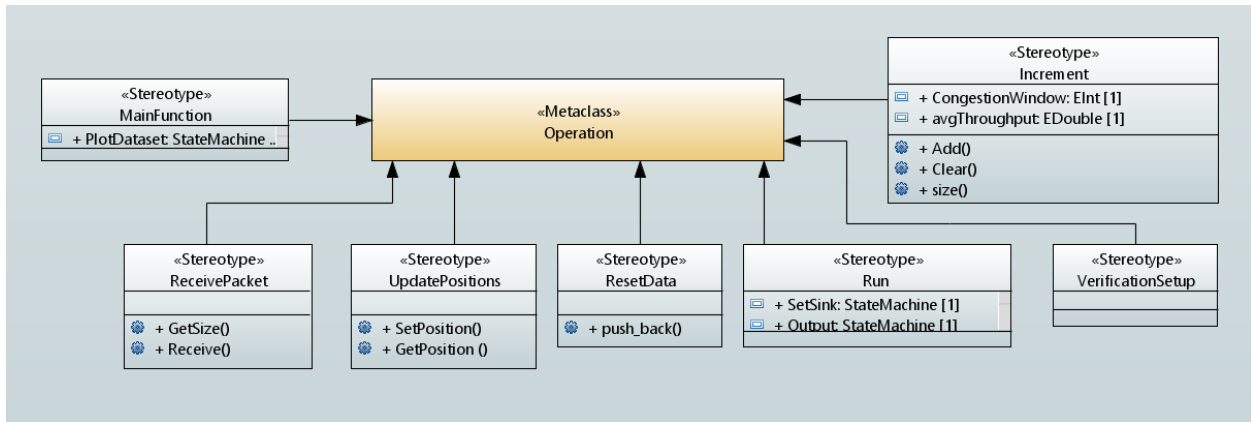 «Stereotype»
MainFunction
+ PlotDataset: StateMachine ..
«Metaclass»
Operation
«Stereotype»
Increment
+ CongestionWindow: EInt [1]
+ avgThroughput: EDouble [1]
+ Add()
+ Clear()
+ size()
«Stereotype»
ReceivePacket
+ GetSize()
+ Receive()
«Stereotype»
UpdatePositions
+ SetPosition()
+ GetPosition ()
«Stereotype»
ResetData
+ push_back()
«Stereotype»
Run
+ SetSink: StateMachine [1]
+ Output: StateMachine [1]
«Stereotype»
VerificationSetup